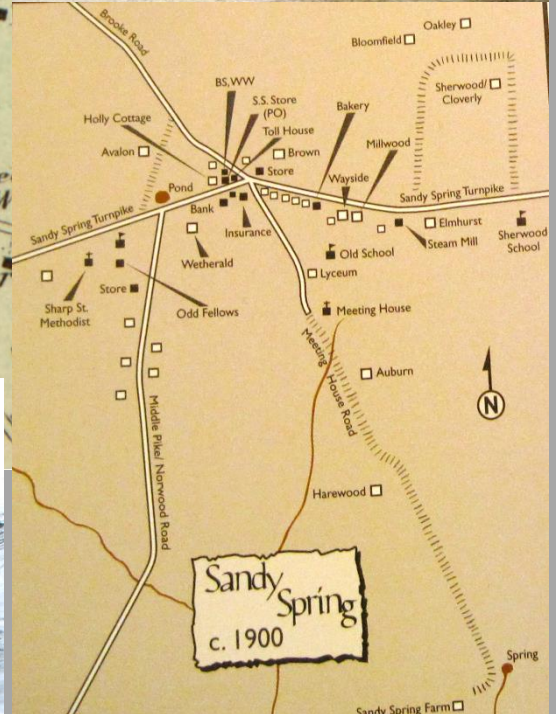 Brooke Road
Oakley
Bloomfield
BS, WW
S.S. Store
(PO)
Sherwood/
Cloverly
Bakery
Holly Cottage
Toll House
Millwood
Avalon
Brown
Store
Wayside
Pond
Sandy Spring Turnpike
Sandy Spring Turnpike
Bank
Insurance
Elmhurst
Steam Mill
Sherwood
School
Wetherald
Old School
Lyceum
Sharp St.
Methodist
Store
Odd Fellows
Meeting House
Meeting House Road
Auburn
N
Middle Pike/ Norwood Road
Harewood
Sandy
Spring
c. 1900
Spring
Sandy Spring Farm